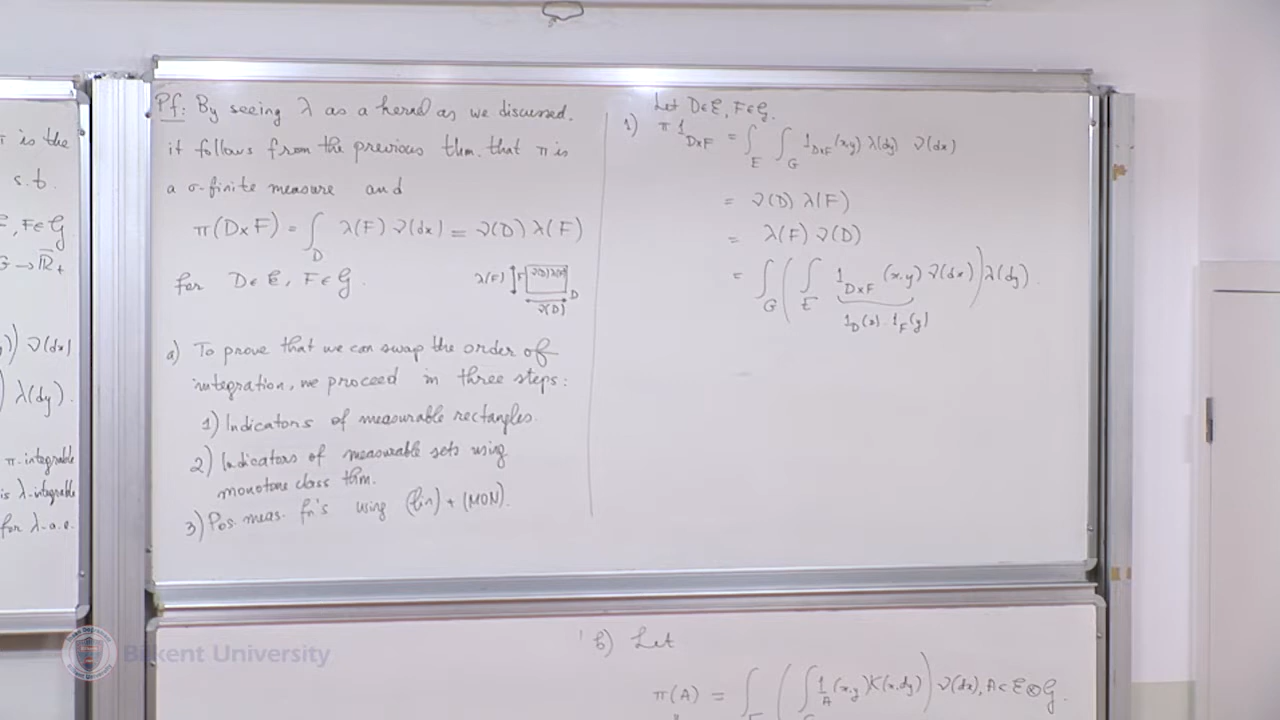 π is the
s.t.
, F∈𝒢
G → ℝ̄₊
) ν(dx)
) λ(dy).
π-integrable
is λ-integrable
for λ-a.e.
Pf: By seeing λ as a kernel as we discussed,
it follows from the previous thm. that π is
a σ-finite measure and
π(D×F) = ∫_D λ(F) ν(dx) = ν(D) λ(F)
for D∈ℰ, F∈𝒢.
λ(F) F ν(D)λ(F) D
ν(D)
a) To prove that we can swap the order of
integration, we proceed in three steps:
1) Indicators of measurable rectangles.
2) Indicators of measurable sets using
monotone class thm.
3) Pos. meas. fn's using (lin) + (MON).
Let D∈ℰ, F∈𝒢.
1) π 1_{D×F} = ∫_E ∫_G 1_{D×F}(x,y) λ(dy) ν(dx)
= ν(D) λ(F)
= λ(F) ν(D)
= ∫_G ( ∫_E 1_{D×F}(x,y) ν(dx) ) λ(dy).
1_D(x) · 1_F(y)
b) Let
π(A) = ∫_E ( ∫_G 1_A(x,y) K(x,dy) ) ν(dx), A∈ℰ⊗𝒢.
Bilkent University